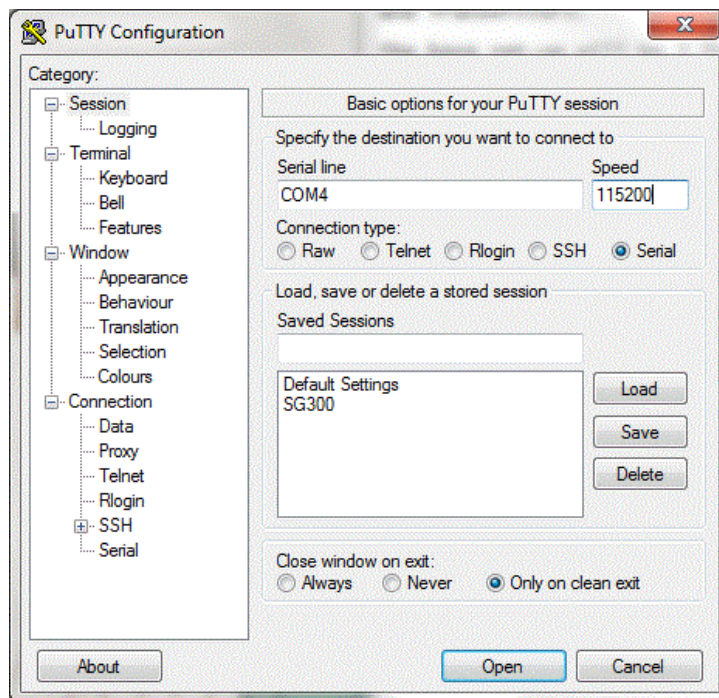 PuTTY Configuration
Category:
Session
Logging
Terminal
Keyboard
Bell
Features
Window
Appearance
Behaviour
Translation
Selection
Colours
Connection
Data
Proxy
Telnet
Rlogin
SSH
Serial
Basic options for your PuTTY session
Specify the destination you want to connect to
Serial line Speed
COM4 115200
Connection type:
Raw Telnet Rlogin SSH Serial
Load, save or delete a stored session
Saved Sessions
Default Settings
SG300
Load
Save
Delete
Close window on exit:
Always Never Only on clean exit
About Open Cancel